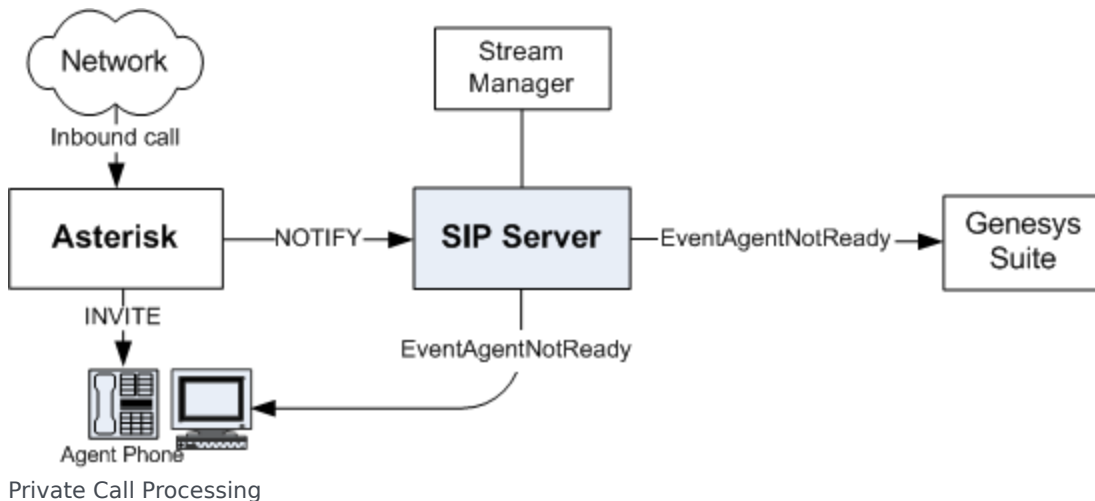 Network
Stream
Manager
Inbound call
Asterisk
NOTIFY
SIP Server
EventAgentNotReady
Genesys
Suite
INVITE
EventAgentNotReady
Agent Phone
Private Call Processing